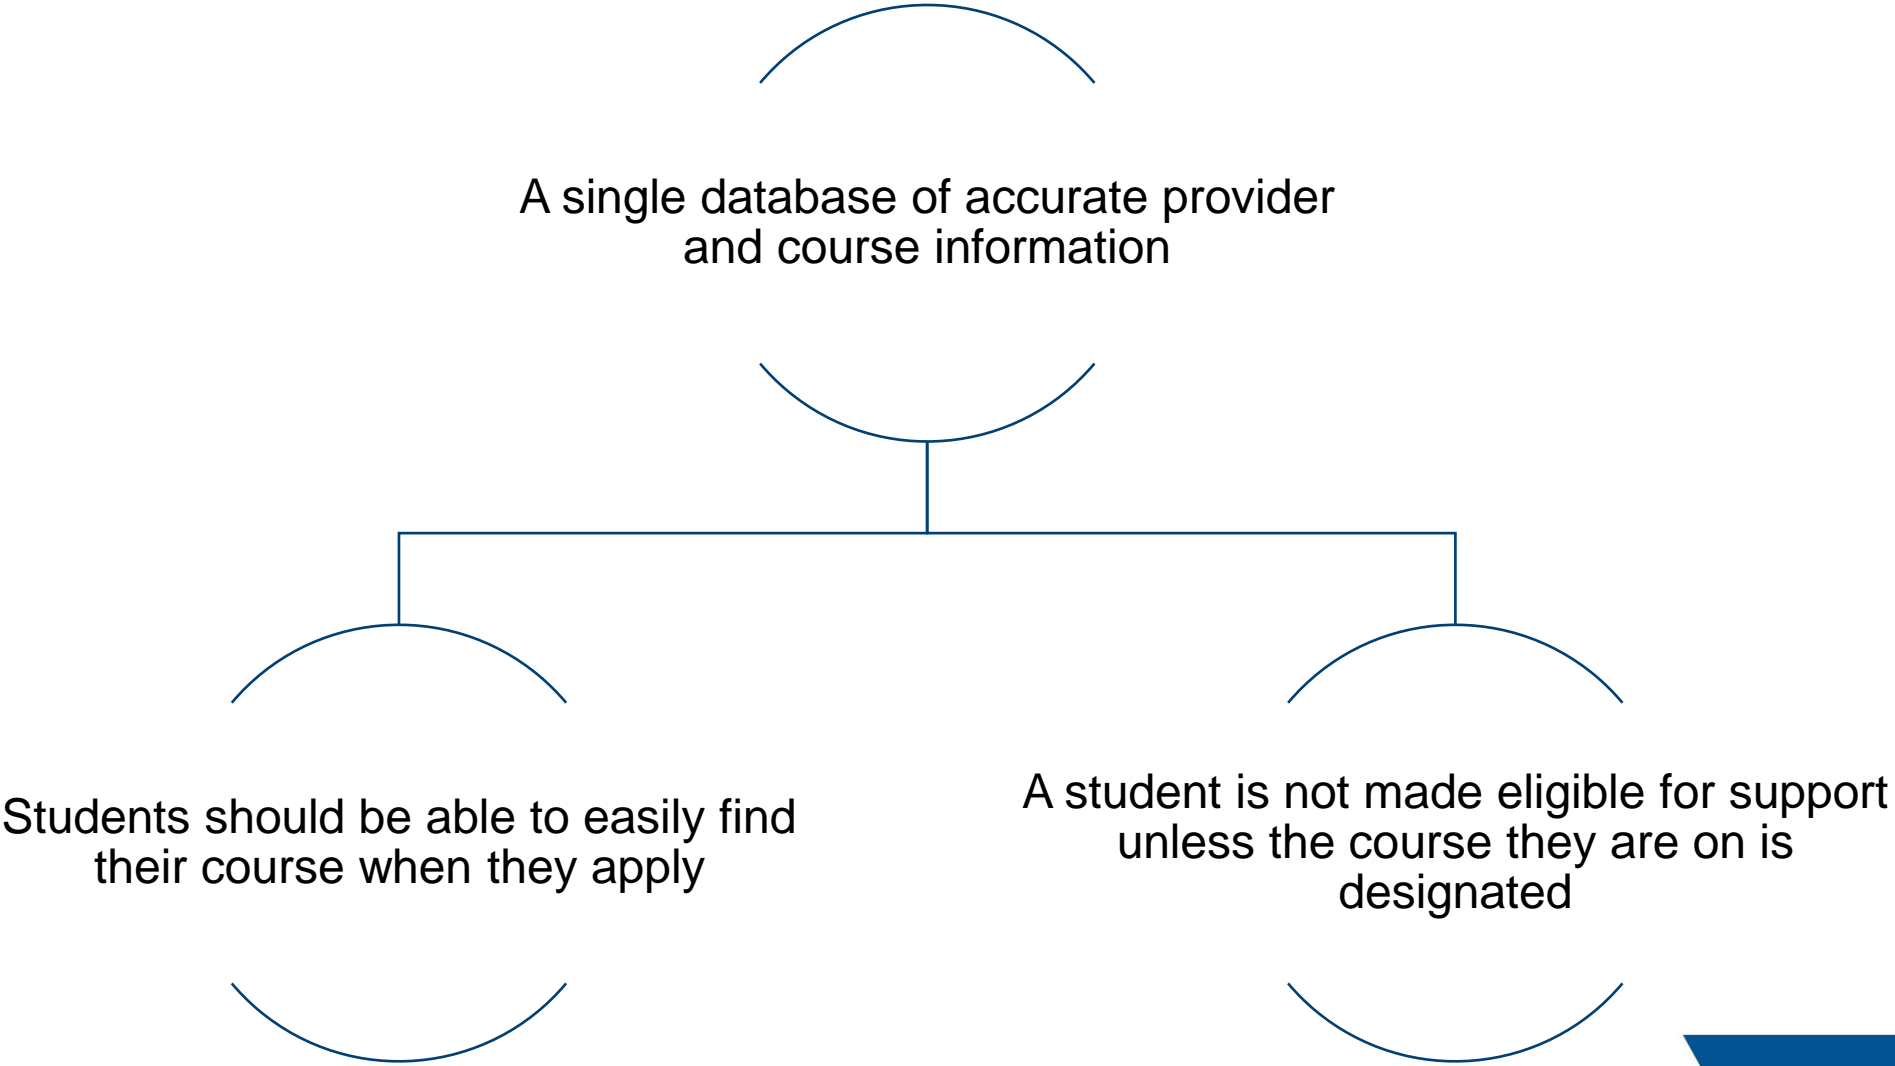 A single database of accurate provider
and course information
Students should be able to easily find
their course when they apply
A student is not made eligible for support
unless the course they are on is
designated